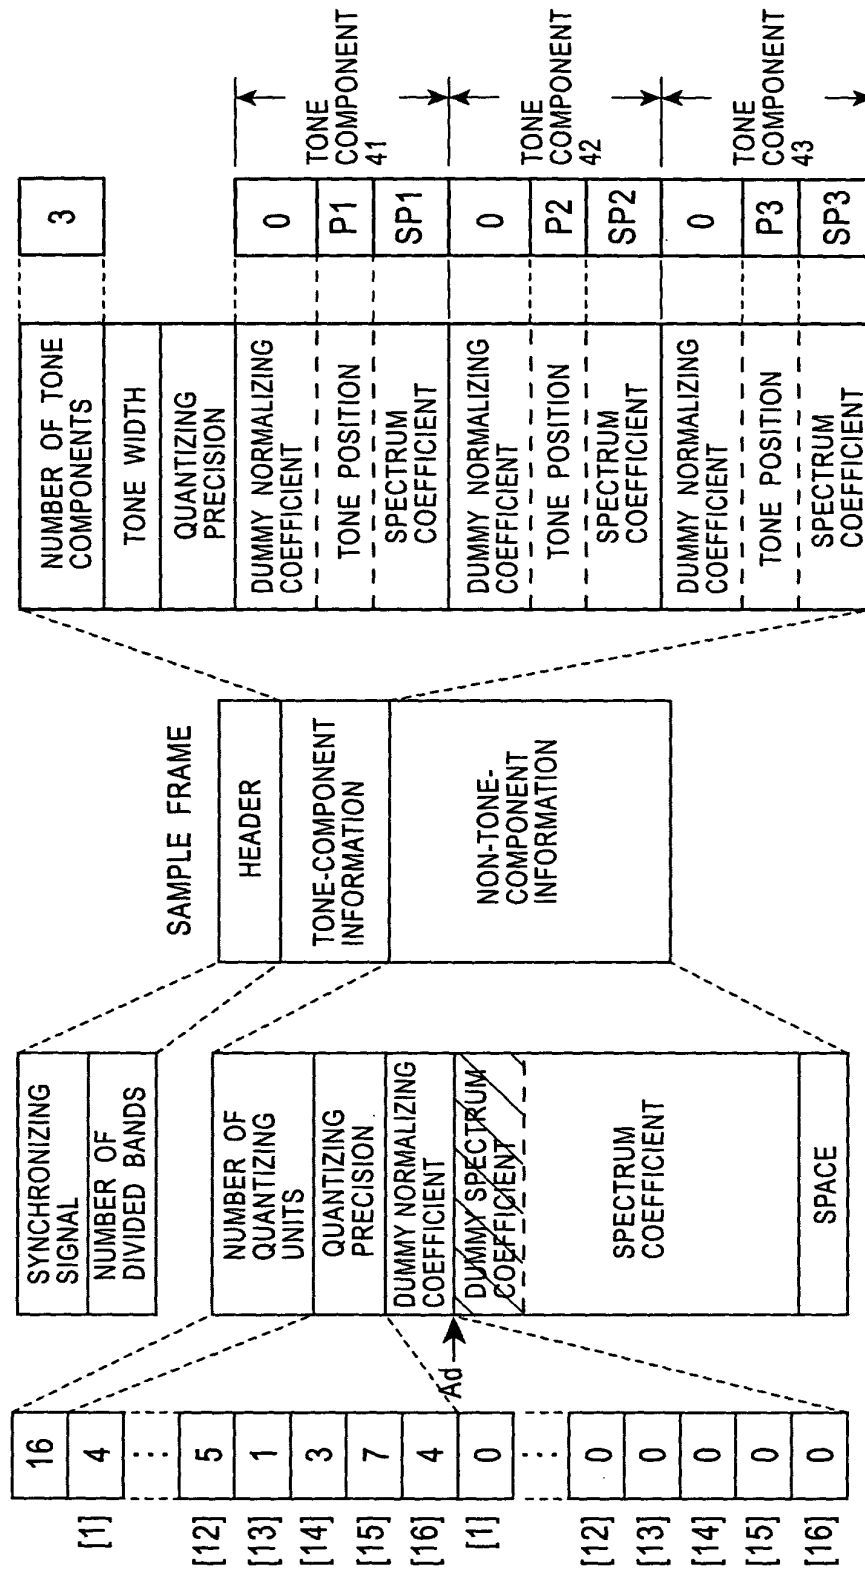 16
[1] 4
[12] 5
[13] 1
[14] 3
[15] 7
[16] 4
[1] 0
[12] 0
[13] 0
[14] 0
[15] 0
[16] 0
SYNCHRONIZING
SIGNAL
NUMBER OF
DIVIDED BANDS
NUMBER OF
QUANTIZING
UNITS
QUANTIZING
PRECISION
DUMMY NORMALIZING
COEFFICIENT
Ad
DUMMY SPECTRUM
COEFFICIENT
SPECTRUM
COEFFICIENT
SPACE
SAMPLE FRAME
HEADER
TONE-COMPONENT
INFORMATION
NON-TONE-
COMPONENT
INFORMATION
NUMBER OF TONE
COMPONENTS
TONE WIDTH
QUANTIZING
PRECISION
DUMMY NORMALIZING
COEFFICIENT
TONE POSITION
SPECTRUM
COEFFICIENT
DUMMY NORMALIZING
COEFFICIENT
TONE POSITION
SPECTRUM
COEFFICIENT
DUMMY NORMALIZING
COEFFICIENT
TONE POSITION
SPECTRUM
COEFFICIENT
3
0
P1
SP1
0
P2
SP2
0
P3
SP3
TONE
COMPONENT
41
TONE
COMPONENT
42
TONE
COMPONENT
43